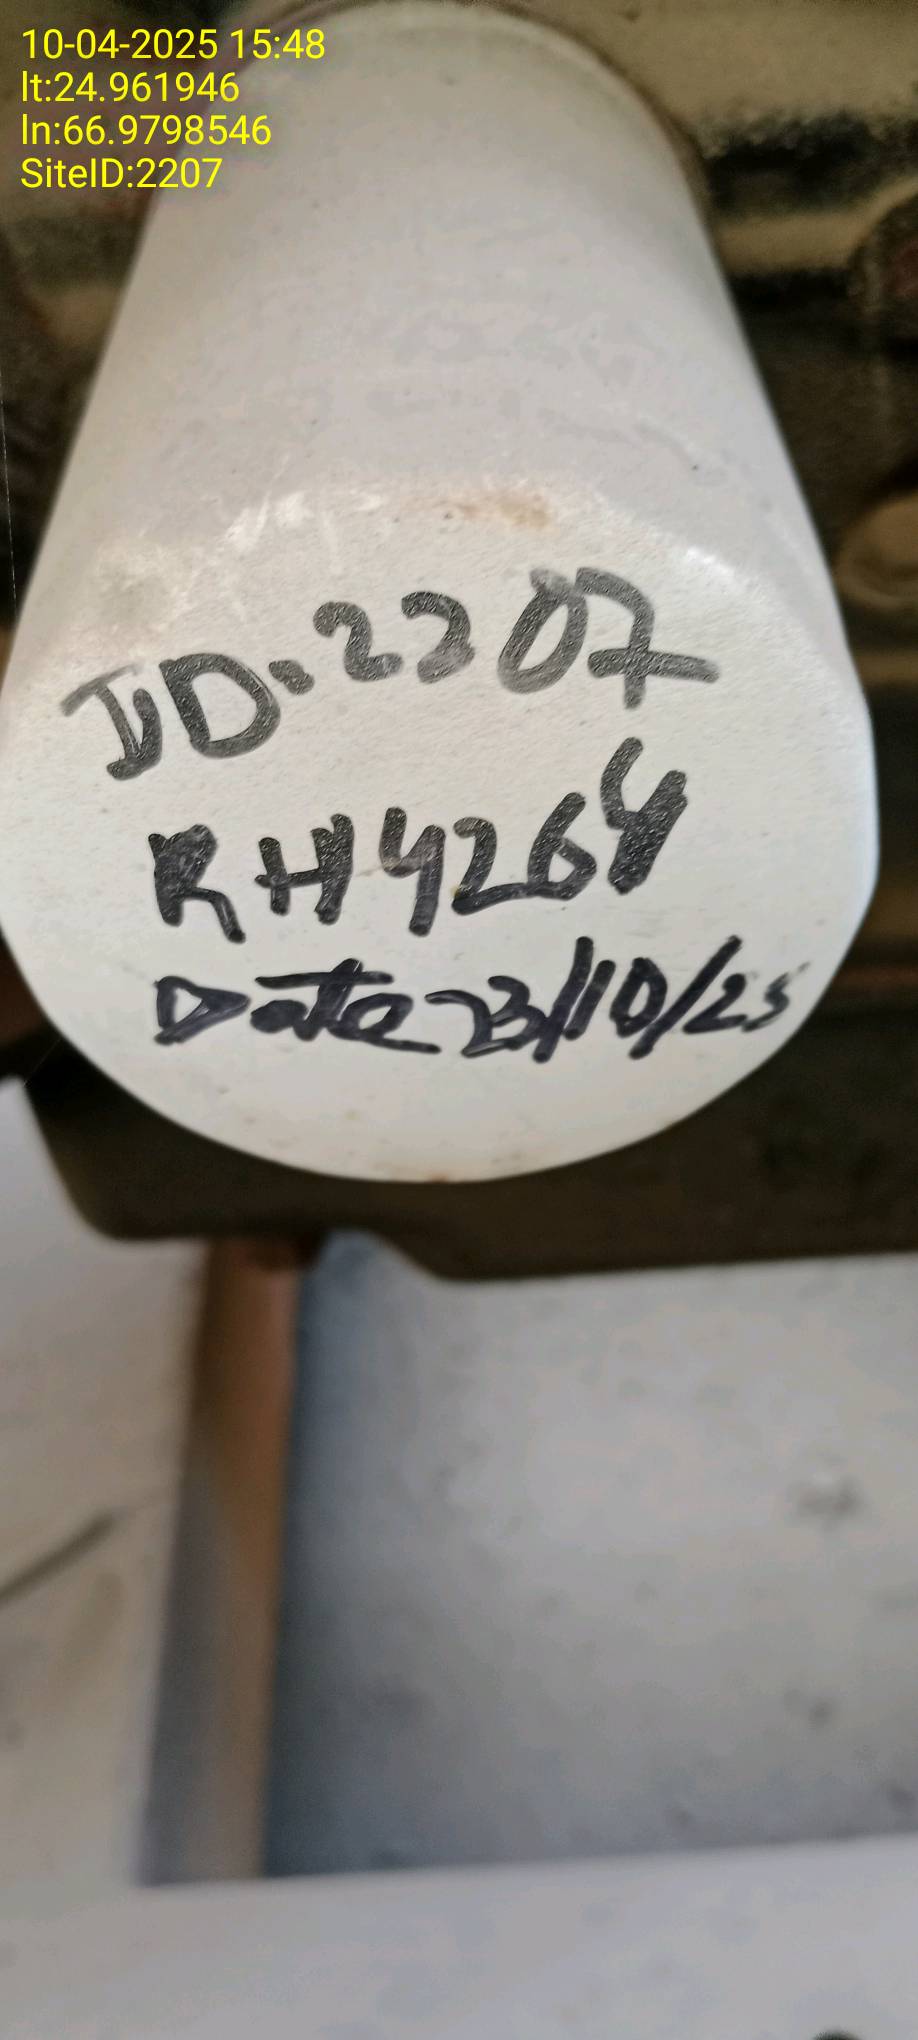 10-04-2025 15:48
lt:24.961946
ln:66.9798546
SiteID:2207
ID:2207
RH4264
Date 23/10/25